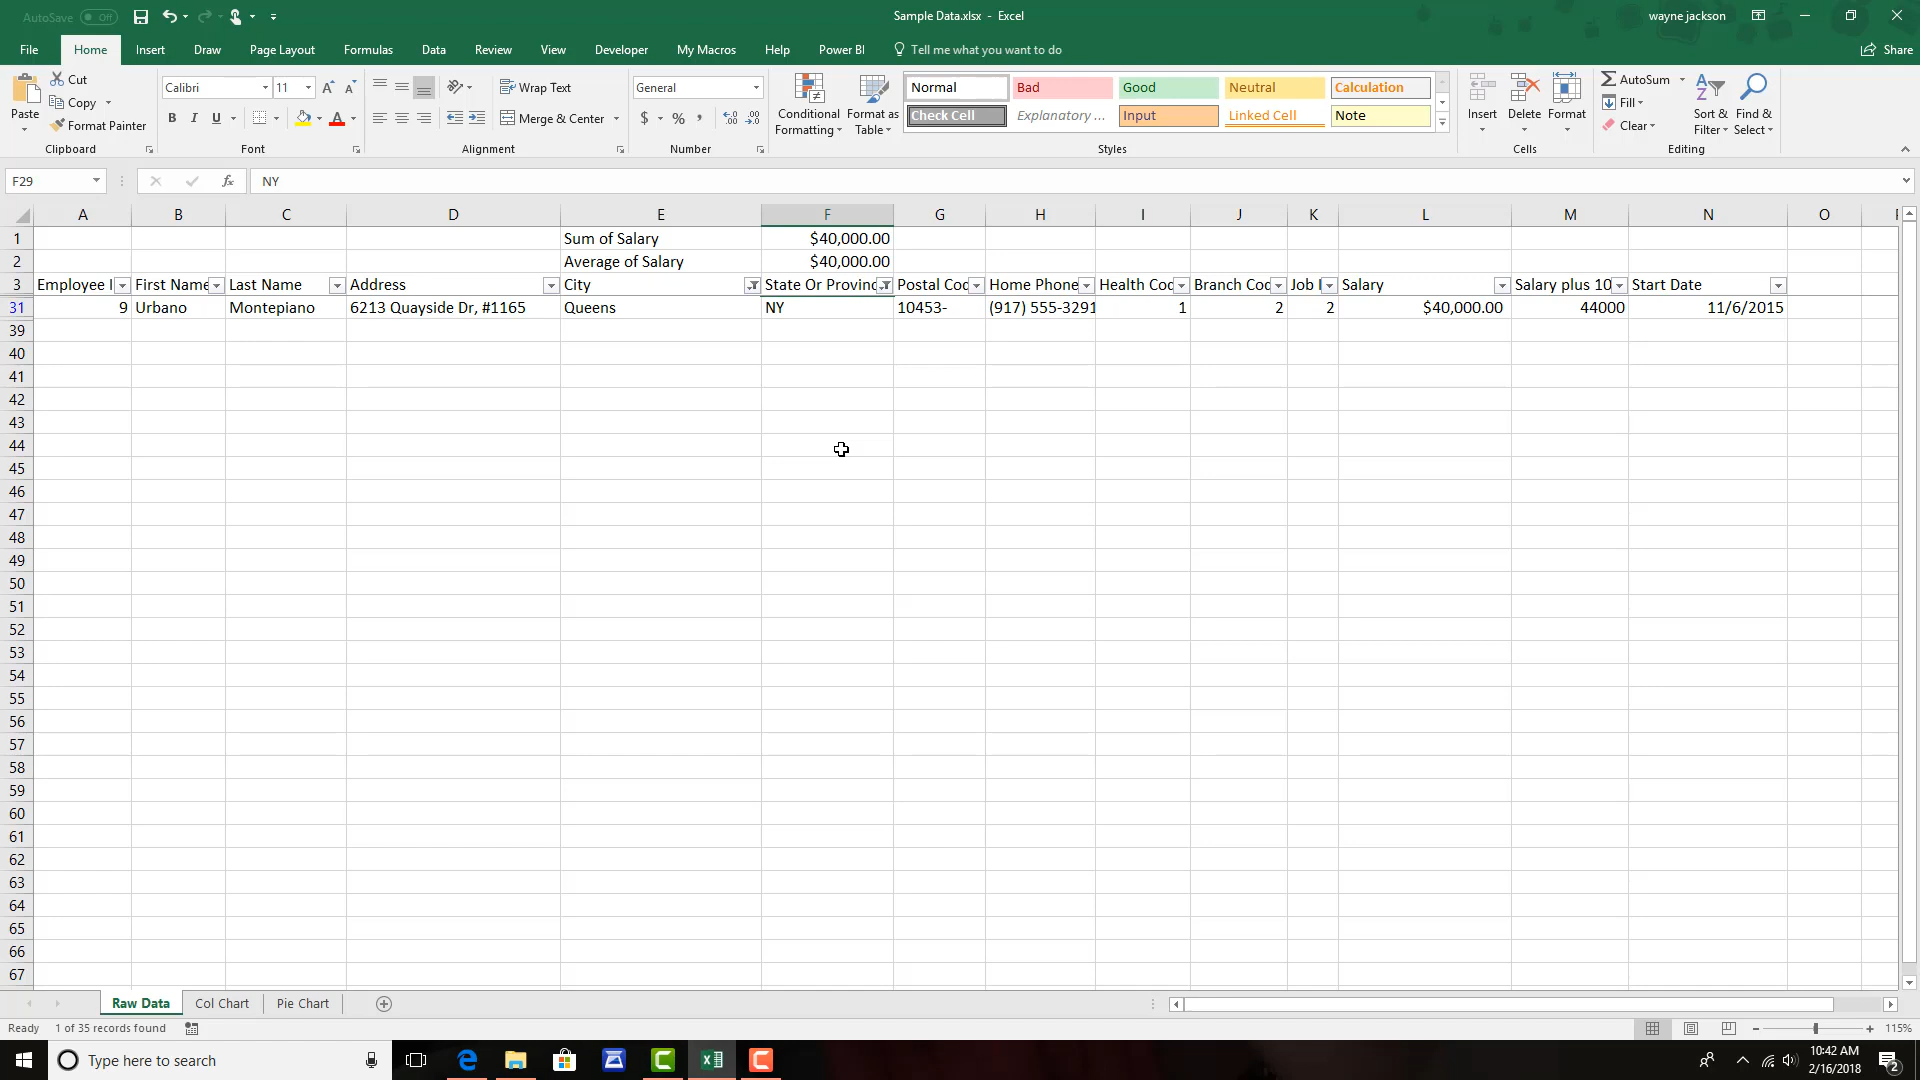 AutoSave Off Sample Data.xlsx - Excel wayne jackson
File Home Insert Draw Page Layout Formulas Data Review View Developer My Macros Help Power BI Tell me what you want to do Share
Paste Cut Copy Format Painter Clipboard
Calibri 11 B I U Font
Wrap Text Merge & Center Alignment
General $ % , Number
Conditional Formatting Format as Table
Normal Bad Good Neutral Calculation
Check Cell Explanatory ... Input Linked Cell Note
Styles
Insert Delete Format Cells
AutoSum Fill Clear Sort & Filter Find & Select Editing
F29 fx NY
A B C D E F G H I J K L M N O
1 Sum of Salary $40,000.00
2 Average of Salary $40,000.00
3 Employee I First Name Last Name Address City State Or Provinc Postal Coc Home Phone Health Coc Branch Coc Job I Salary Salary plus 10 Start Date
31 9 Urbano Montepiano 6213 Quayside Dr, #1165 Queens NY 10453- (917) 555-3291 1 2 2 $40,000.00 44000 11/6/2015
39
40
41
42
43
44
45
46
47
48
49
50
51
52
53
54
55
56
57
58
59
60
61
62
63
64
65
66
67
Raw Data Col Chart Pie Chart
Ready 1 of 35 records found 115%
Type here to search 10:42 AM
2/16/2018 2